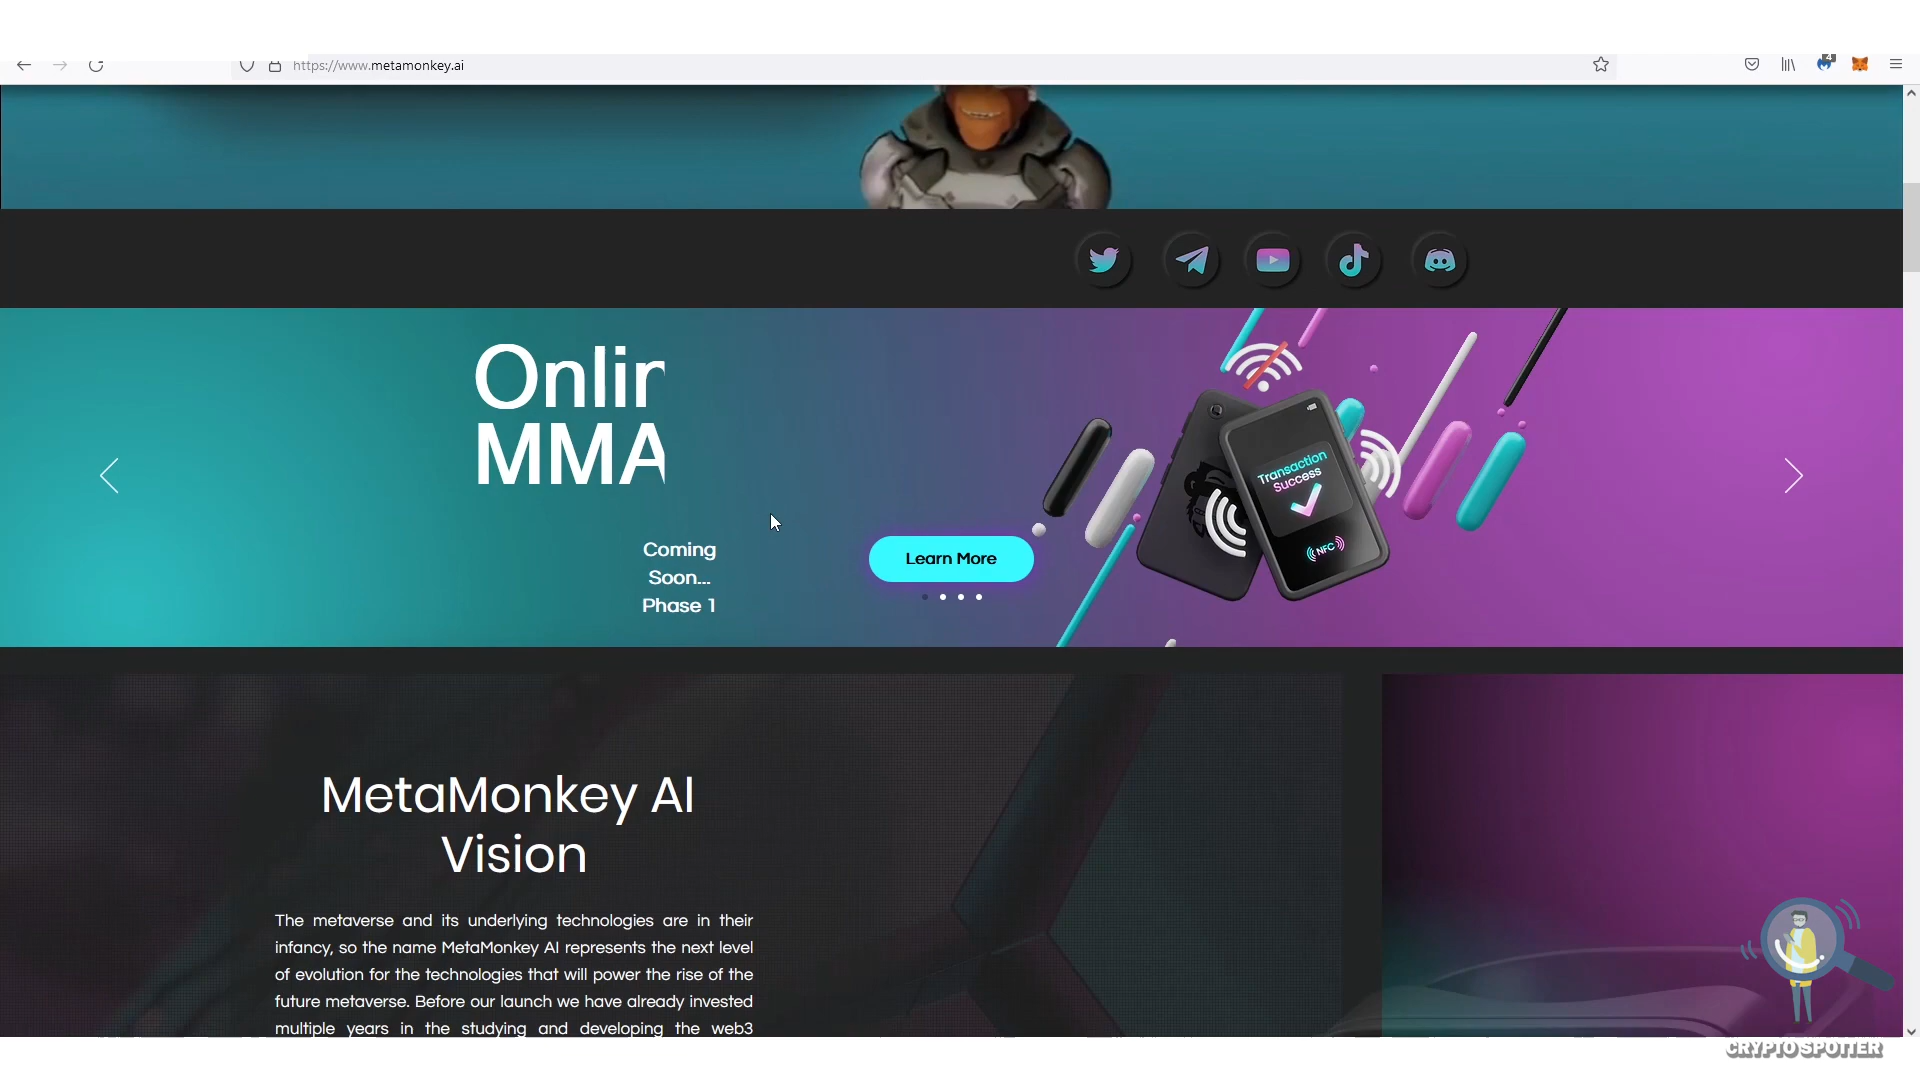 4
https://www.metamonkey.ai
Onlin
MMA
Transaction
Success
NFC
Coming
Soon...
Phase 1
Learn More
MetaMonkey AI
Vision
The metaverse and its underlying technologies are in their
infancy, so the name MetaMonkey AI represents the next level
of evolution for the technologies that will power the rise of the
future metaverse. Before our launch we have already invested
multiple years in the studying and developing the web3
CRYPTO SPOTTER